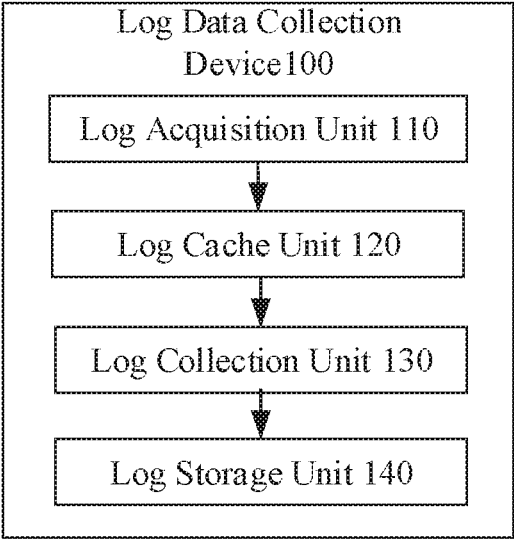 Log Data Collection
Device100
Log Acquisition Unit 110
Log Cache Unit 120
Log Collection Unit 130
Log Storage Unit 140